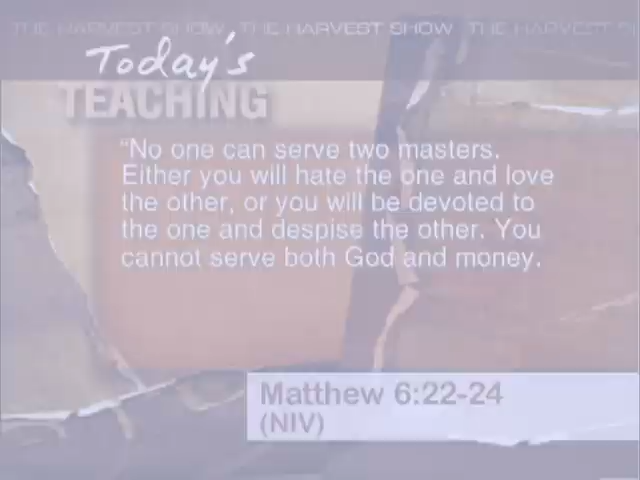 THE HARVEST SHOW THE HARVEST SHOW THE HARVEST SH
Today's
TEACHING
"No one can serve two masters.
Either you will hate the one and love
the other, or you will be devoted to
the one and despise the other. You
cannot serve both God and money.
Matthew 6:22-24
(NIV)